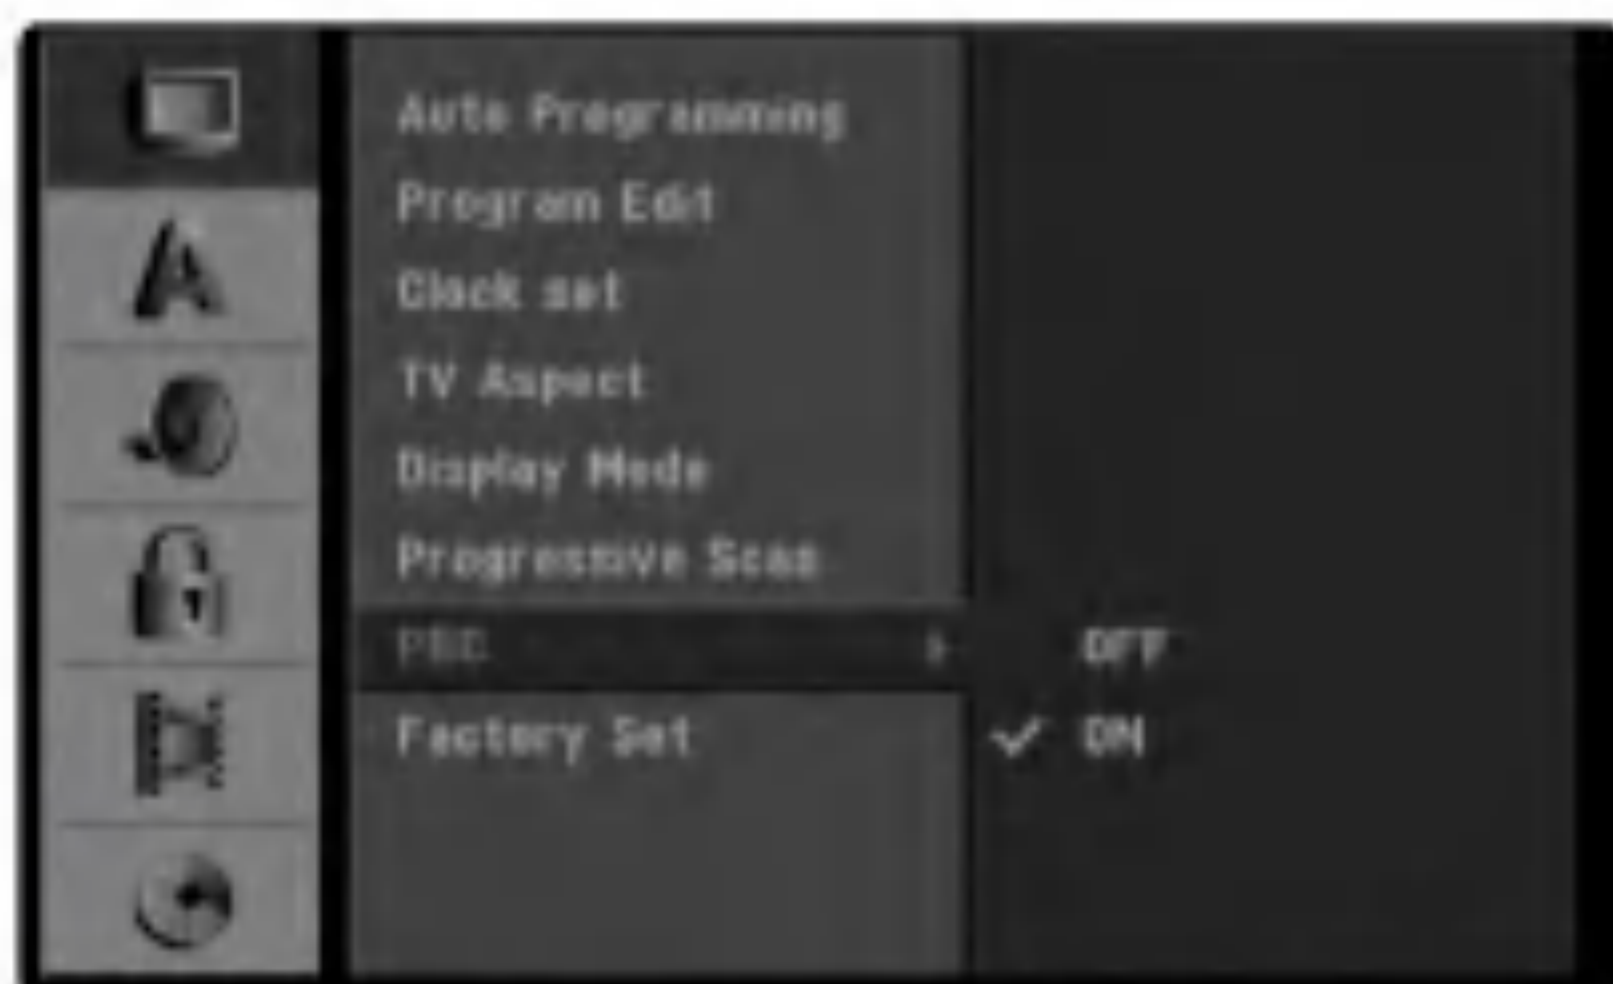 Auto Programming
Program Edit
Clock set
TV Aspect
Display Mode
Progressive Scan
PBC
OFF
Factory Set
ON